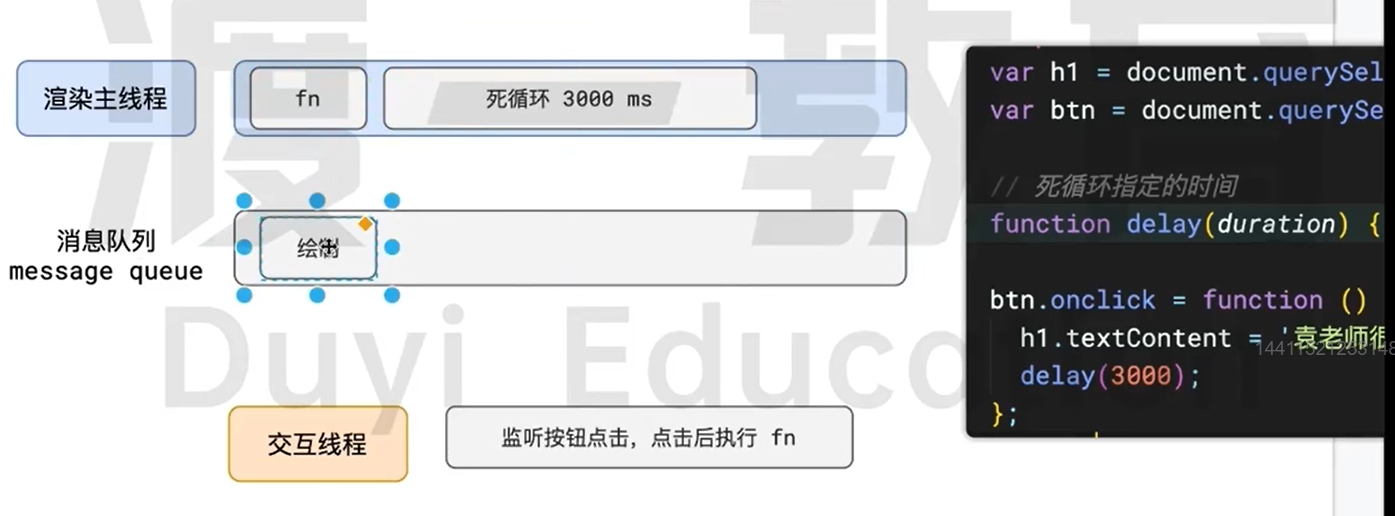 渡 教育
渲染主线程
fn
死循环 3000 ms
消息队列
message queue
绘制
Duyi Education
交互线程
监听按钮点击，点击后执行 fn
var h1 = document.querySel
var btn = document.querySe
// 死循环指定的时间
function delay(duration) {
btn.onclick = function ()
h1.textContent = '袁老师很
delay(3000);
};